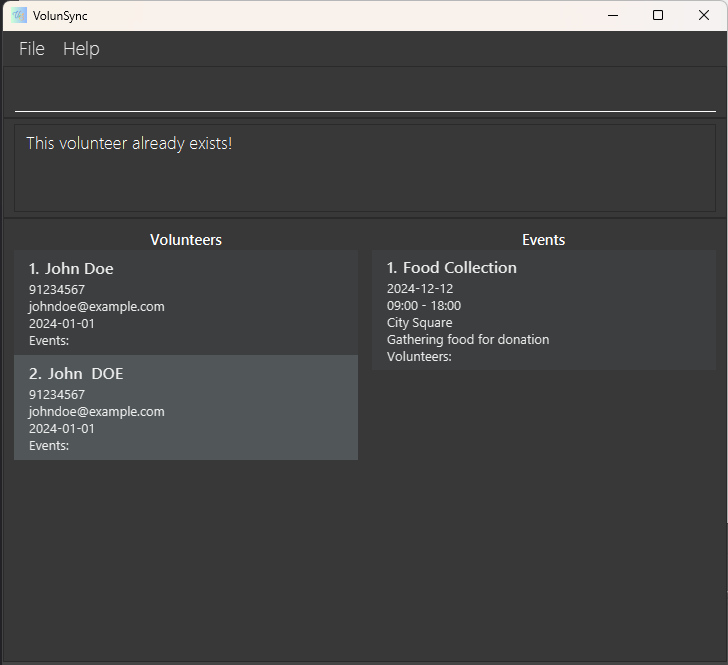 VolunSync
File Help
This volunteer already exists!
Volunteers
1. John Doe
91234567
johndoe@example.com
2024-01-01
Events:
2. John  DOE
91234567
johndoe@example.com
2024-01-01
Events:
Events
1. Food Collection
2024-12-12
09:00 - 18:00
City Square
Gathering food for donation
Volunteers: